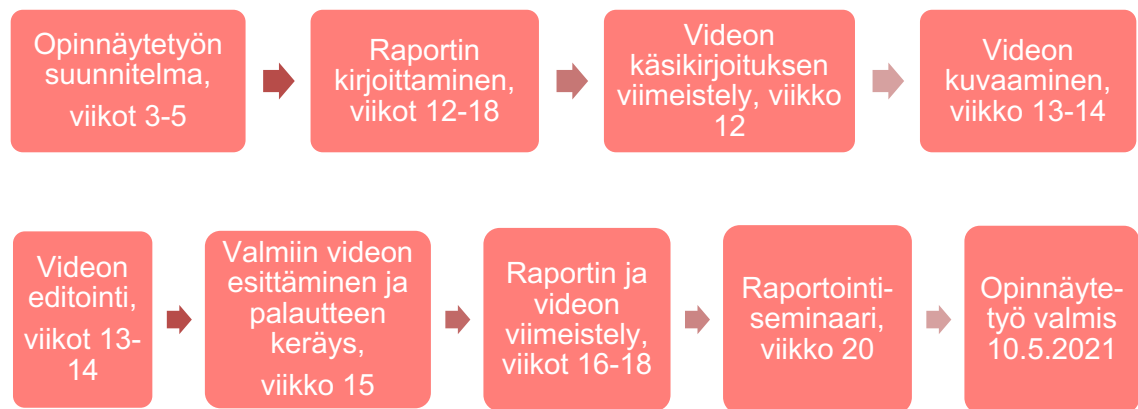 Opinnäytetyön
suunnitelma,
viikot 3-5
Raportin
kirjoittaminen,
viikot 12-18
Videon
käsikirjoituksen
viimeistely, viikko
12
Videon
kuvaaminen,
viikko 13-14
Videon
editointi,
viikot 13-
14
Valmiin videon
esittäminen ja
palautteen
keräys,
viikko 15
Raportin ja
videon
viimeistely,
viikot 16-18
Raportointi-
seminaari,
viikko 20
Opinnäyte-
työ valmis
10.5.2021